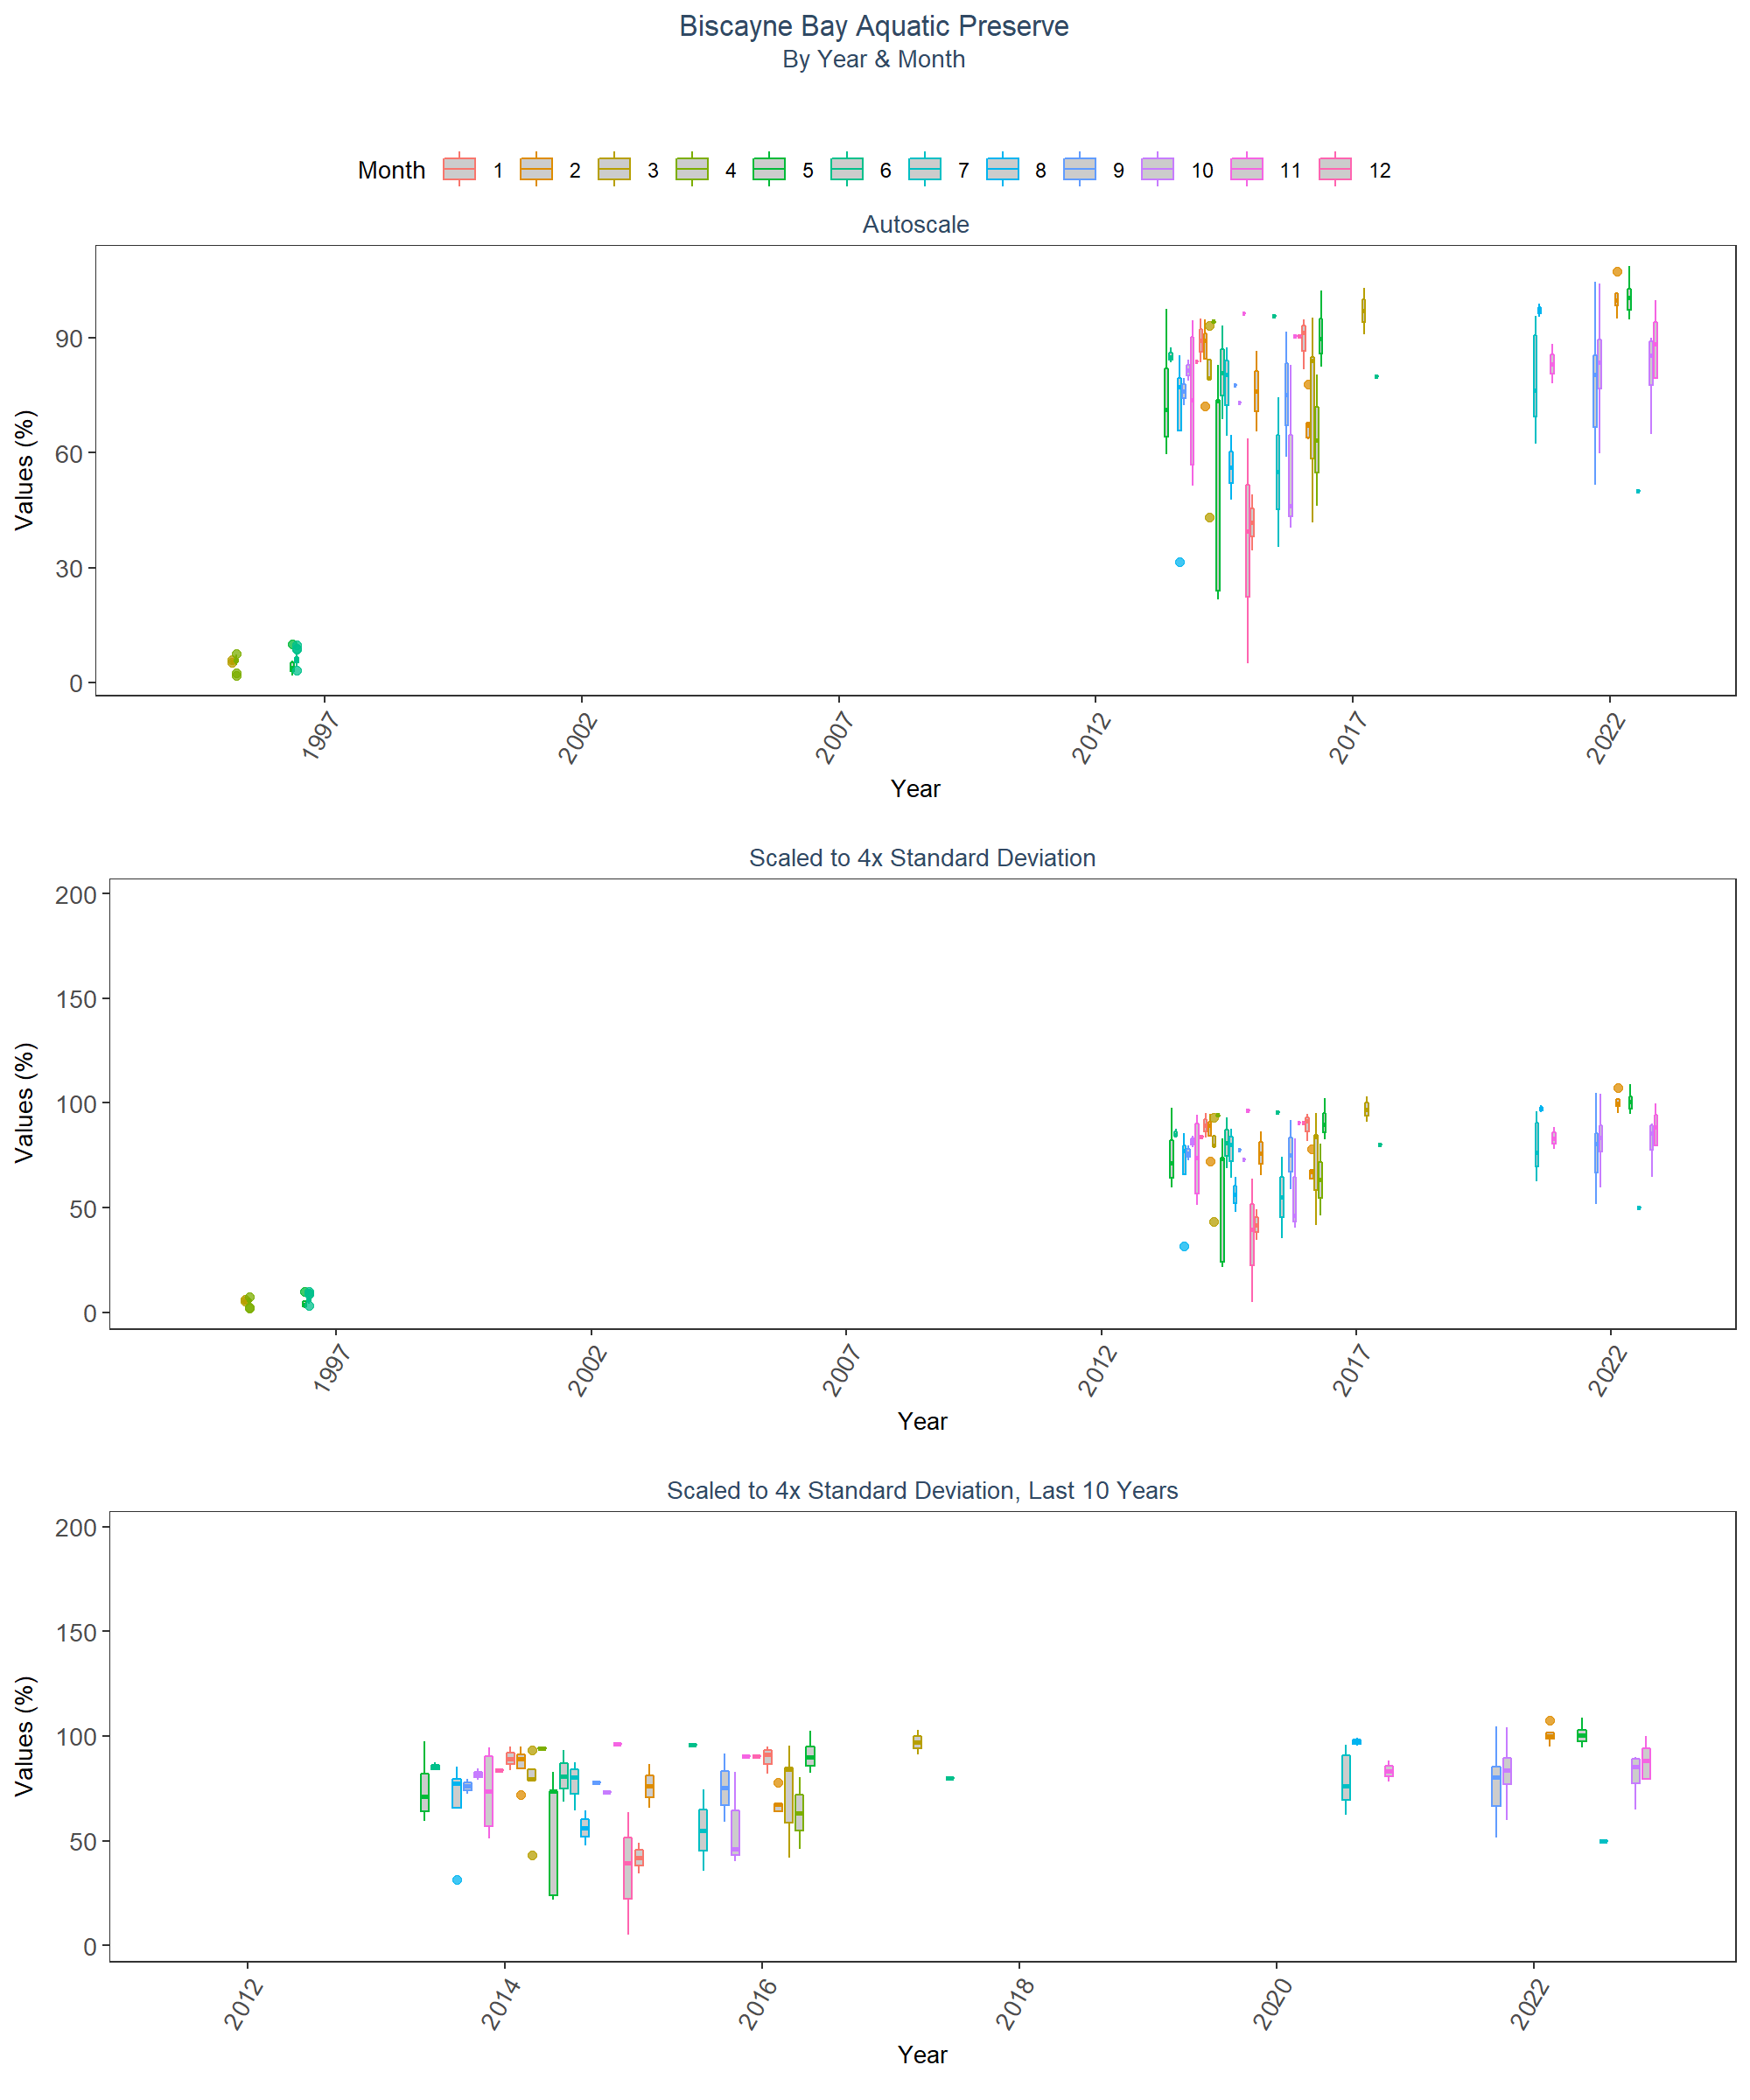 Biscayne Bay Aquatic Preserve
By Year & Month
Month 1 2 3 4 5 6 7 8 9 10 11 12
Autoscale
Values (%)
90
60
30
0
1997 2002 2007 2012 2017 2022
Year
Scaled to 4x Standard Deviation
Values (%)
200
150
100
50
0
1997 2002 2007 2012 2017 2022
Year
Scaled to 4x Standard Deviation, Last 10 Years
Values (%)
200
150
100
50
0
2012 2014 2016 2018 2020 2022
Year